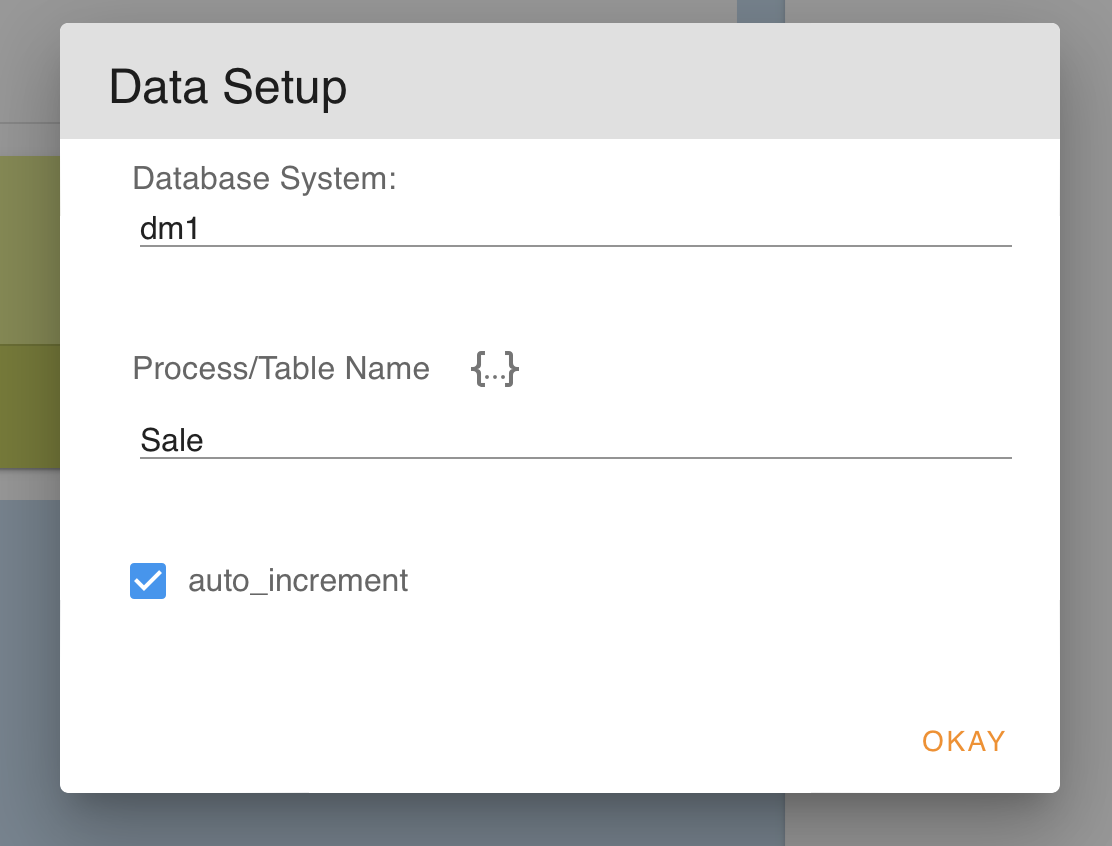 Data Setup
Database System:
dm1
Process/Table Name {...}
Sale
auto_increment
OKAY